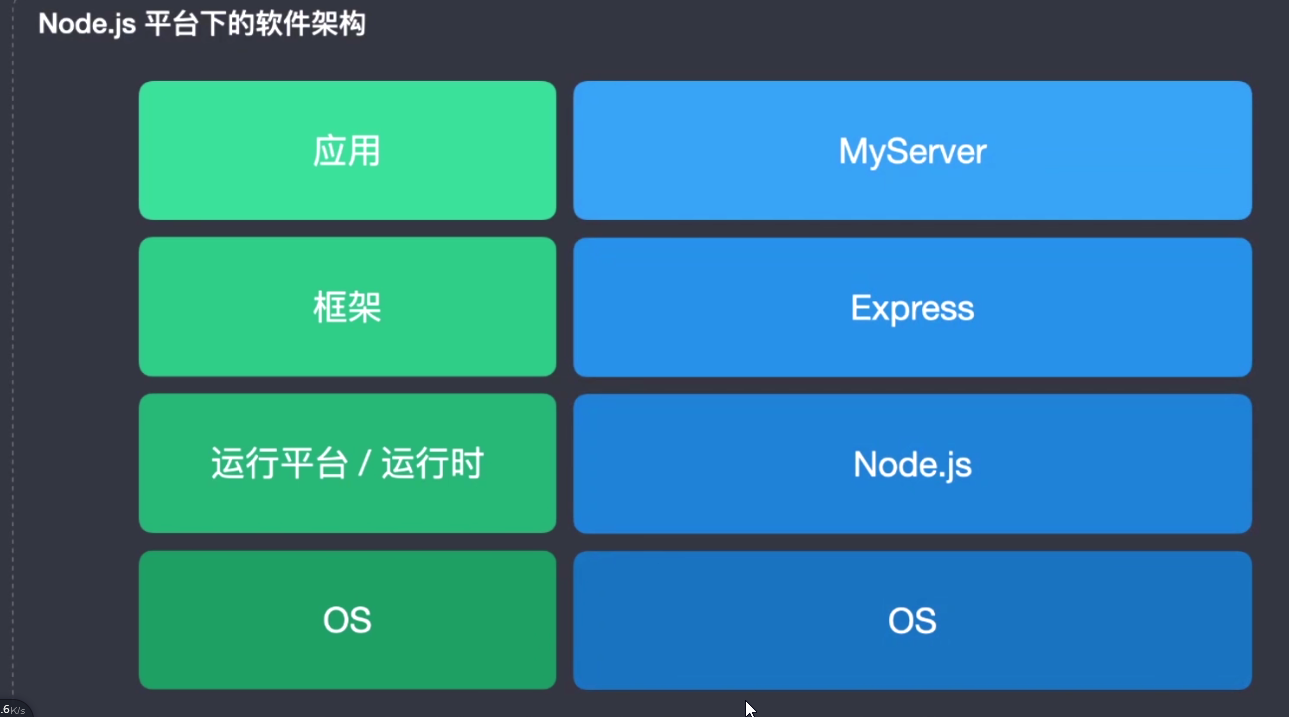 Node.js 平台下的软件架构
应用
MyServer
框架
Express
运行平台 / 运行时
Node.js
OS
OS
.6K/s